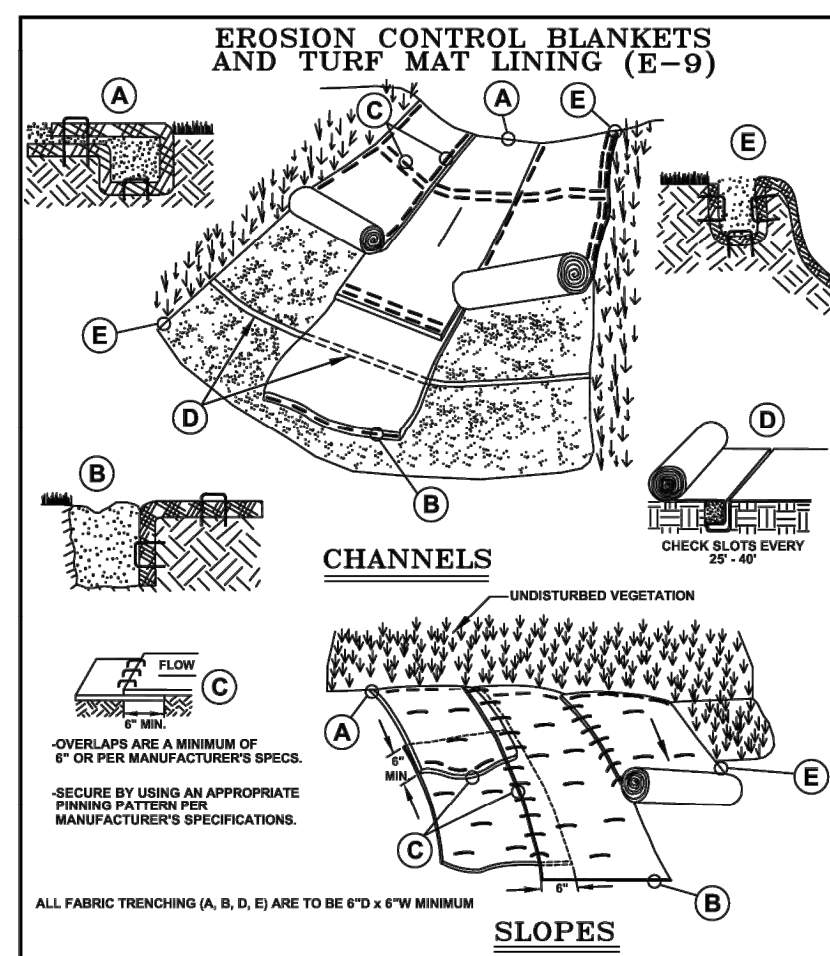 EROSION CONTROL BLANKETS
AND TURF MAT LINING (E-9)
A
C
A
E
E
E
D
B
B
D
CHECK SLOTS EVERY
25' - 40'
CHANNELS
UNDISTURBED VEGETATION
FLOW
C
6" MIN.
-OVERLAPS ARE A MINIMUM OF
6" OR PER MANUFACTURER'S SPECS.
-SECURE BY USING AN APPROPRIATE
PINNING PATTERN PER
MANUFACTURER'S SPECIFICATIONS.
A
6"
MIN
E
C
6"
B
ALL FABRIC TRENCHING (A, B, D, E) ARE TO BE 6"D x 6"W MINIMUM
SLOPES